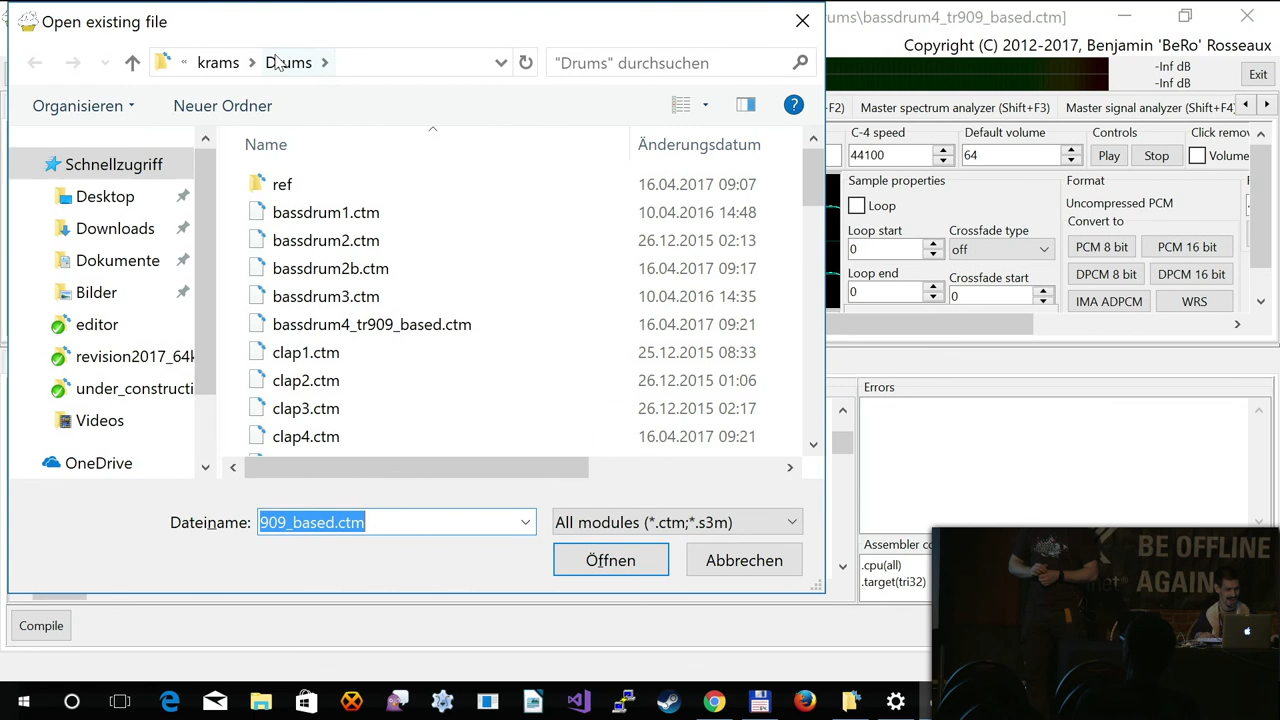 Open existing file
ums\bassdrum4_tr909_based.ctm]
« krams > Drums >
"Drums" durchsuchen
Copyright (C) 2012-2017, Benjamin 'BeRo' Rosseaux
-Inf dB
-Inf dB
Exit
Organisieren
Neuer Ordner
?
F2)
Master spectrum analyzer (Shift+F3)
Master signal analyzer (Shift+F4)
Name
Änderungsdatum
C-4 speed
Default volume
Controls
Click remov
44100
64
Play
Stop
Volume
Schnellzugriff
Desktop
Downloads
Dokumente
Bilder
editor
revision2017_64k
under_constructi
Videos
OneDrive
ref 16.04.2017 09:07
bassdrum1.ctm 10.04.2016 14:48
bassdrum2.ctm 26.12.2015 02:13
bassdrum2b.ctm 16.04.2017 09:17
bassdrum3.ctm 10.04.2016 14:35
bassdrum4_tr909_based.ctm 16.04.2017 09:21
clap1.ctm 25.12.2015 08:33
clap2.ctm 26.12.2015 01:06
clap3.ctm 26.12.2015 02:17
clap4.ctm 16.04.2017 09:21
Sample properties
Loop
Loop start
Crossfade type
0
off
Loop end
Crossfade start
0
0
Format
Uncompressed PCM
Convert to
PCM 8 bit
PCM 16 bit
DPCM 8 bit
DPCM 16 bit
IMA ADPCM
WRS
Errors
Dateiname:
909_based.ctm
All modules (*.ctm;*.s3m)
Öffnen
Abbrechen
Assembler co
.cpu(all)
.target(tri32)
Compile
BE OFFLINE
AGAIN